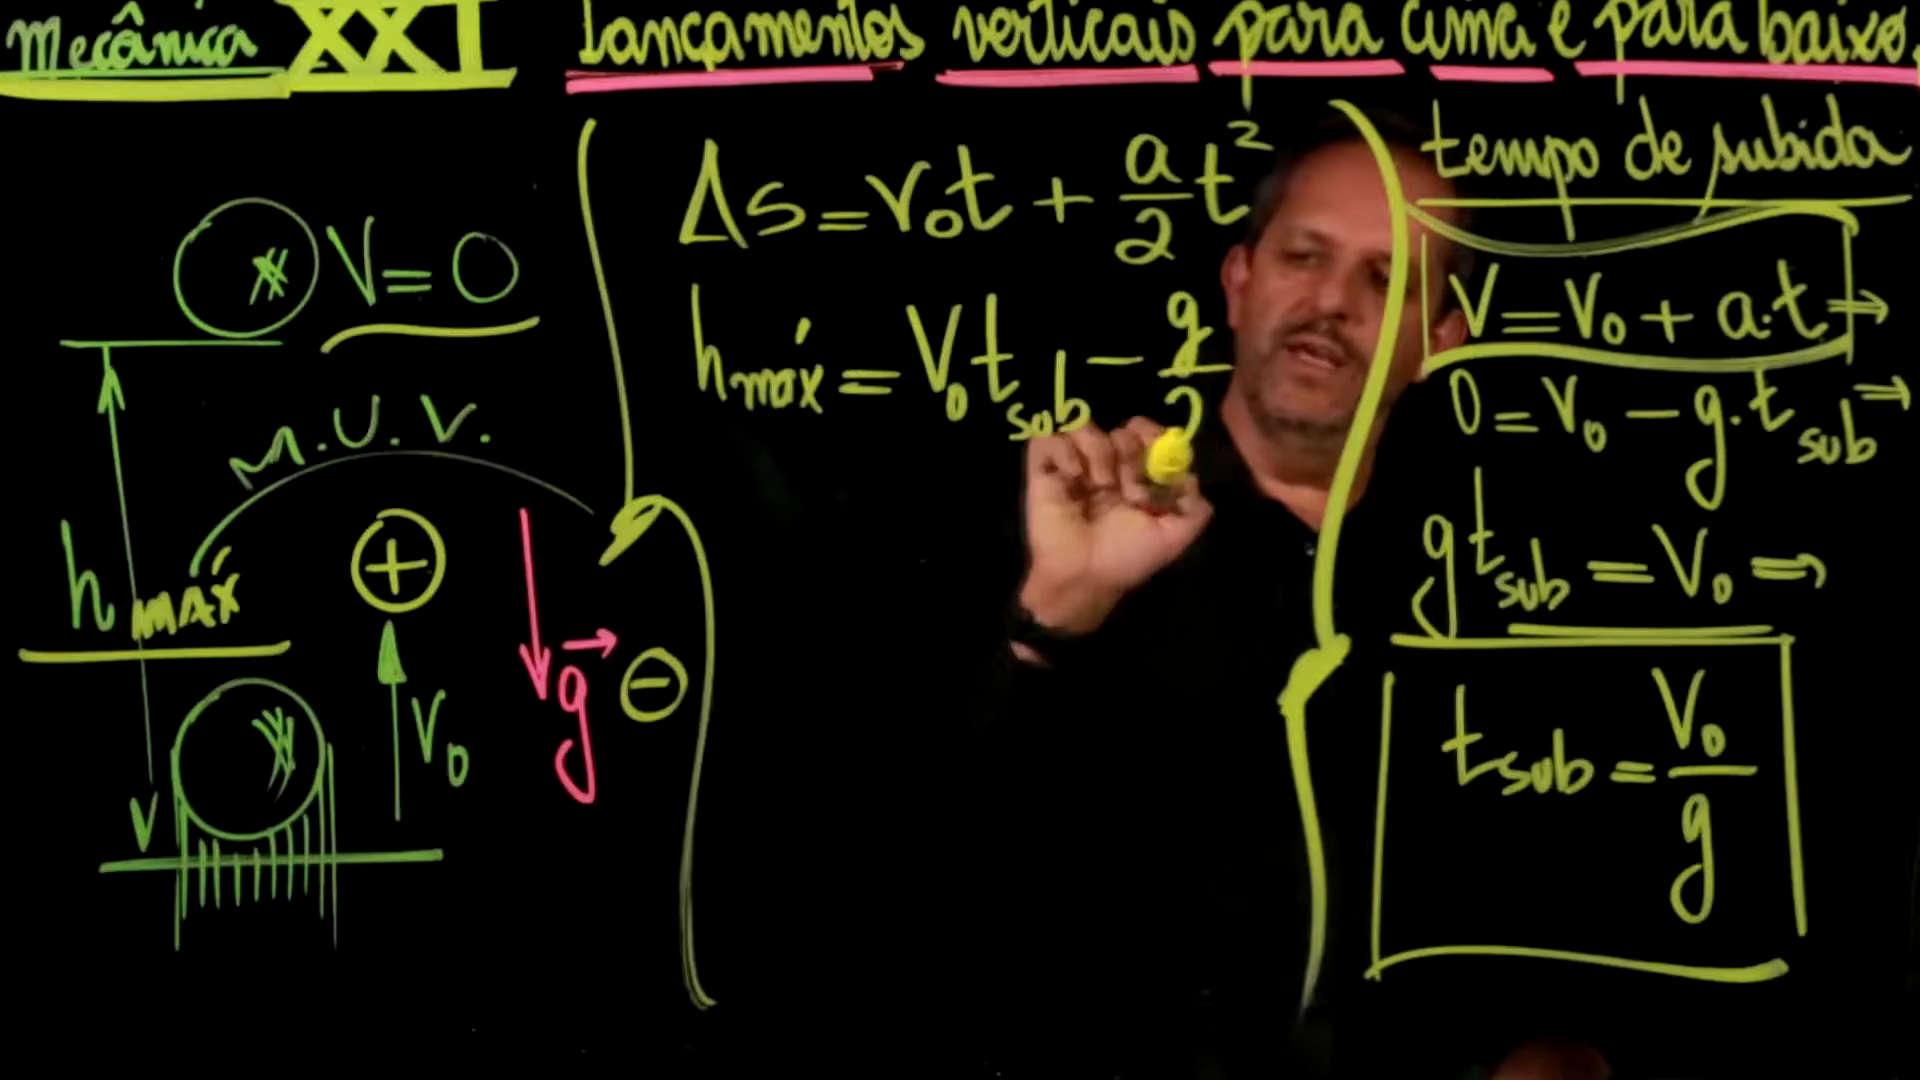 Mecânica XXI Lançamentos verticais para cima e para baixo.
V = 0
M.U.V.
h máx
+
V₀
g⃗
−
V
Δs = v₀t + a/2 t²
h máx = V₀ t sub − g/2
tempo de subida
V = V₀ + a.t ⇒
0 = V₀ − g.t sub ⇒
g t sub = V₀ ⇒
t sub = V₀/g